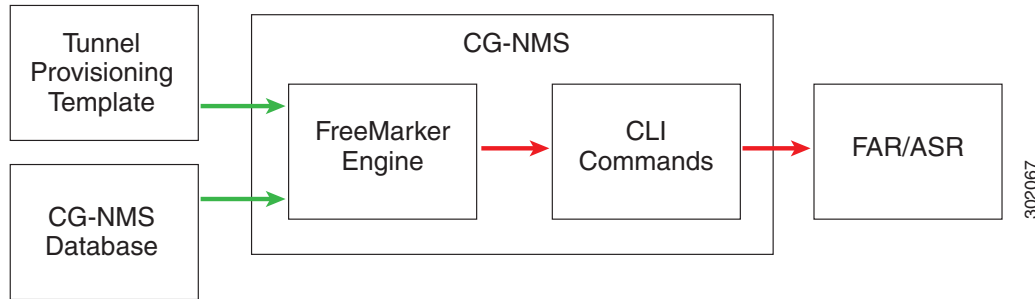 Tunnel
Provisioning
Template
CG-NMS
Database
CG-NMS
FreeMarker
Engine
CLI
Commands
FAR/ASR
302067